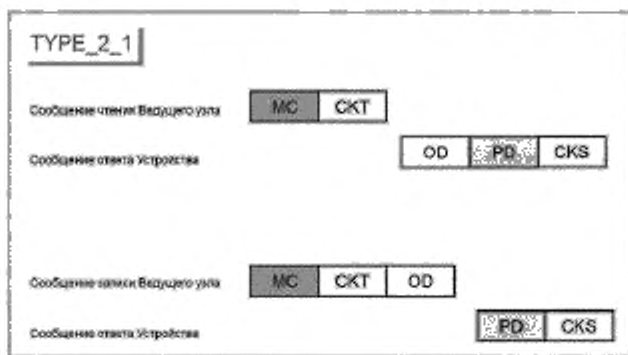 TYPE_2_1
Сообщение чтения Ведущего узла MC CKT
Сообщение ответа Устройства OD PD CKS
Сообщение записи Ведущего узла MC CKT OD
Сообщение ответа Устройства PD CKS